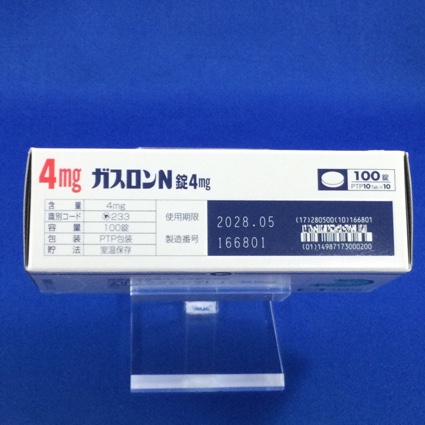 4mg ガスロンN錠4mg
100錠
PTP10Tab.×10
含 量 4mg
識別コード 233
容 量 100錠
包 装 PTP包装
貯 法 室温保存
使用期限 2028.05
製造番号 166801
(17)280500(10)166801
(01)14987173000200